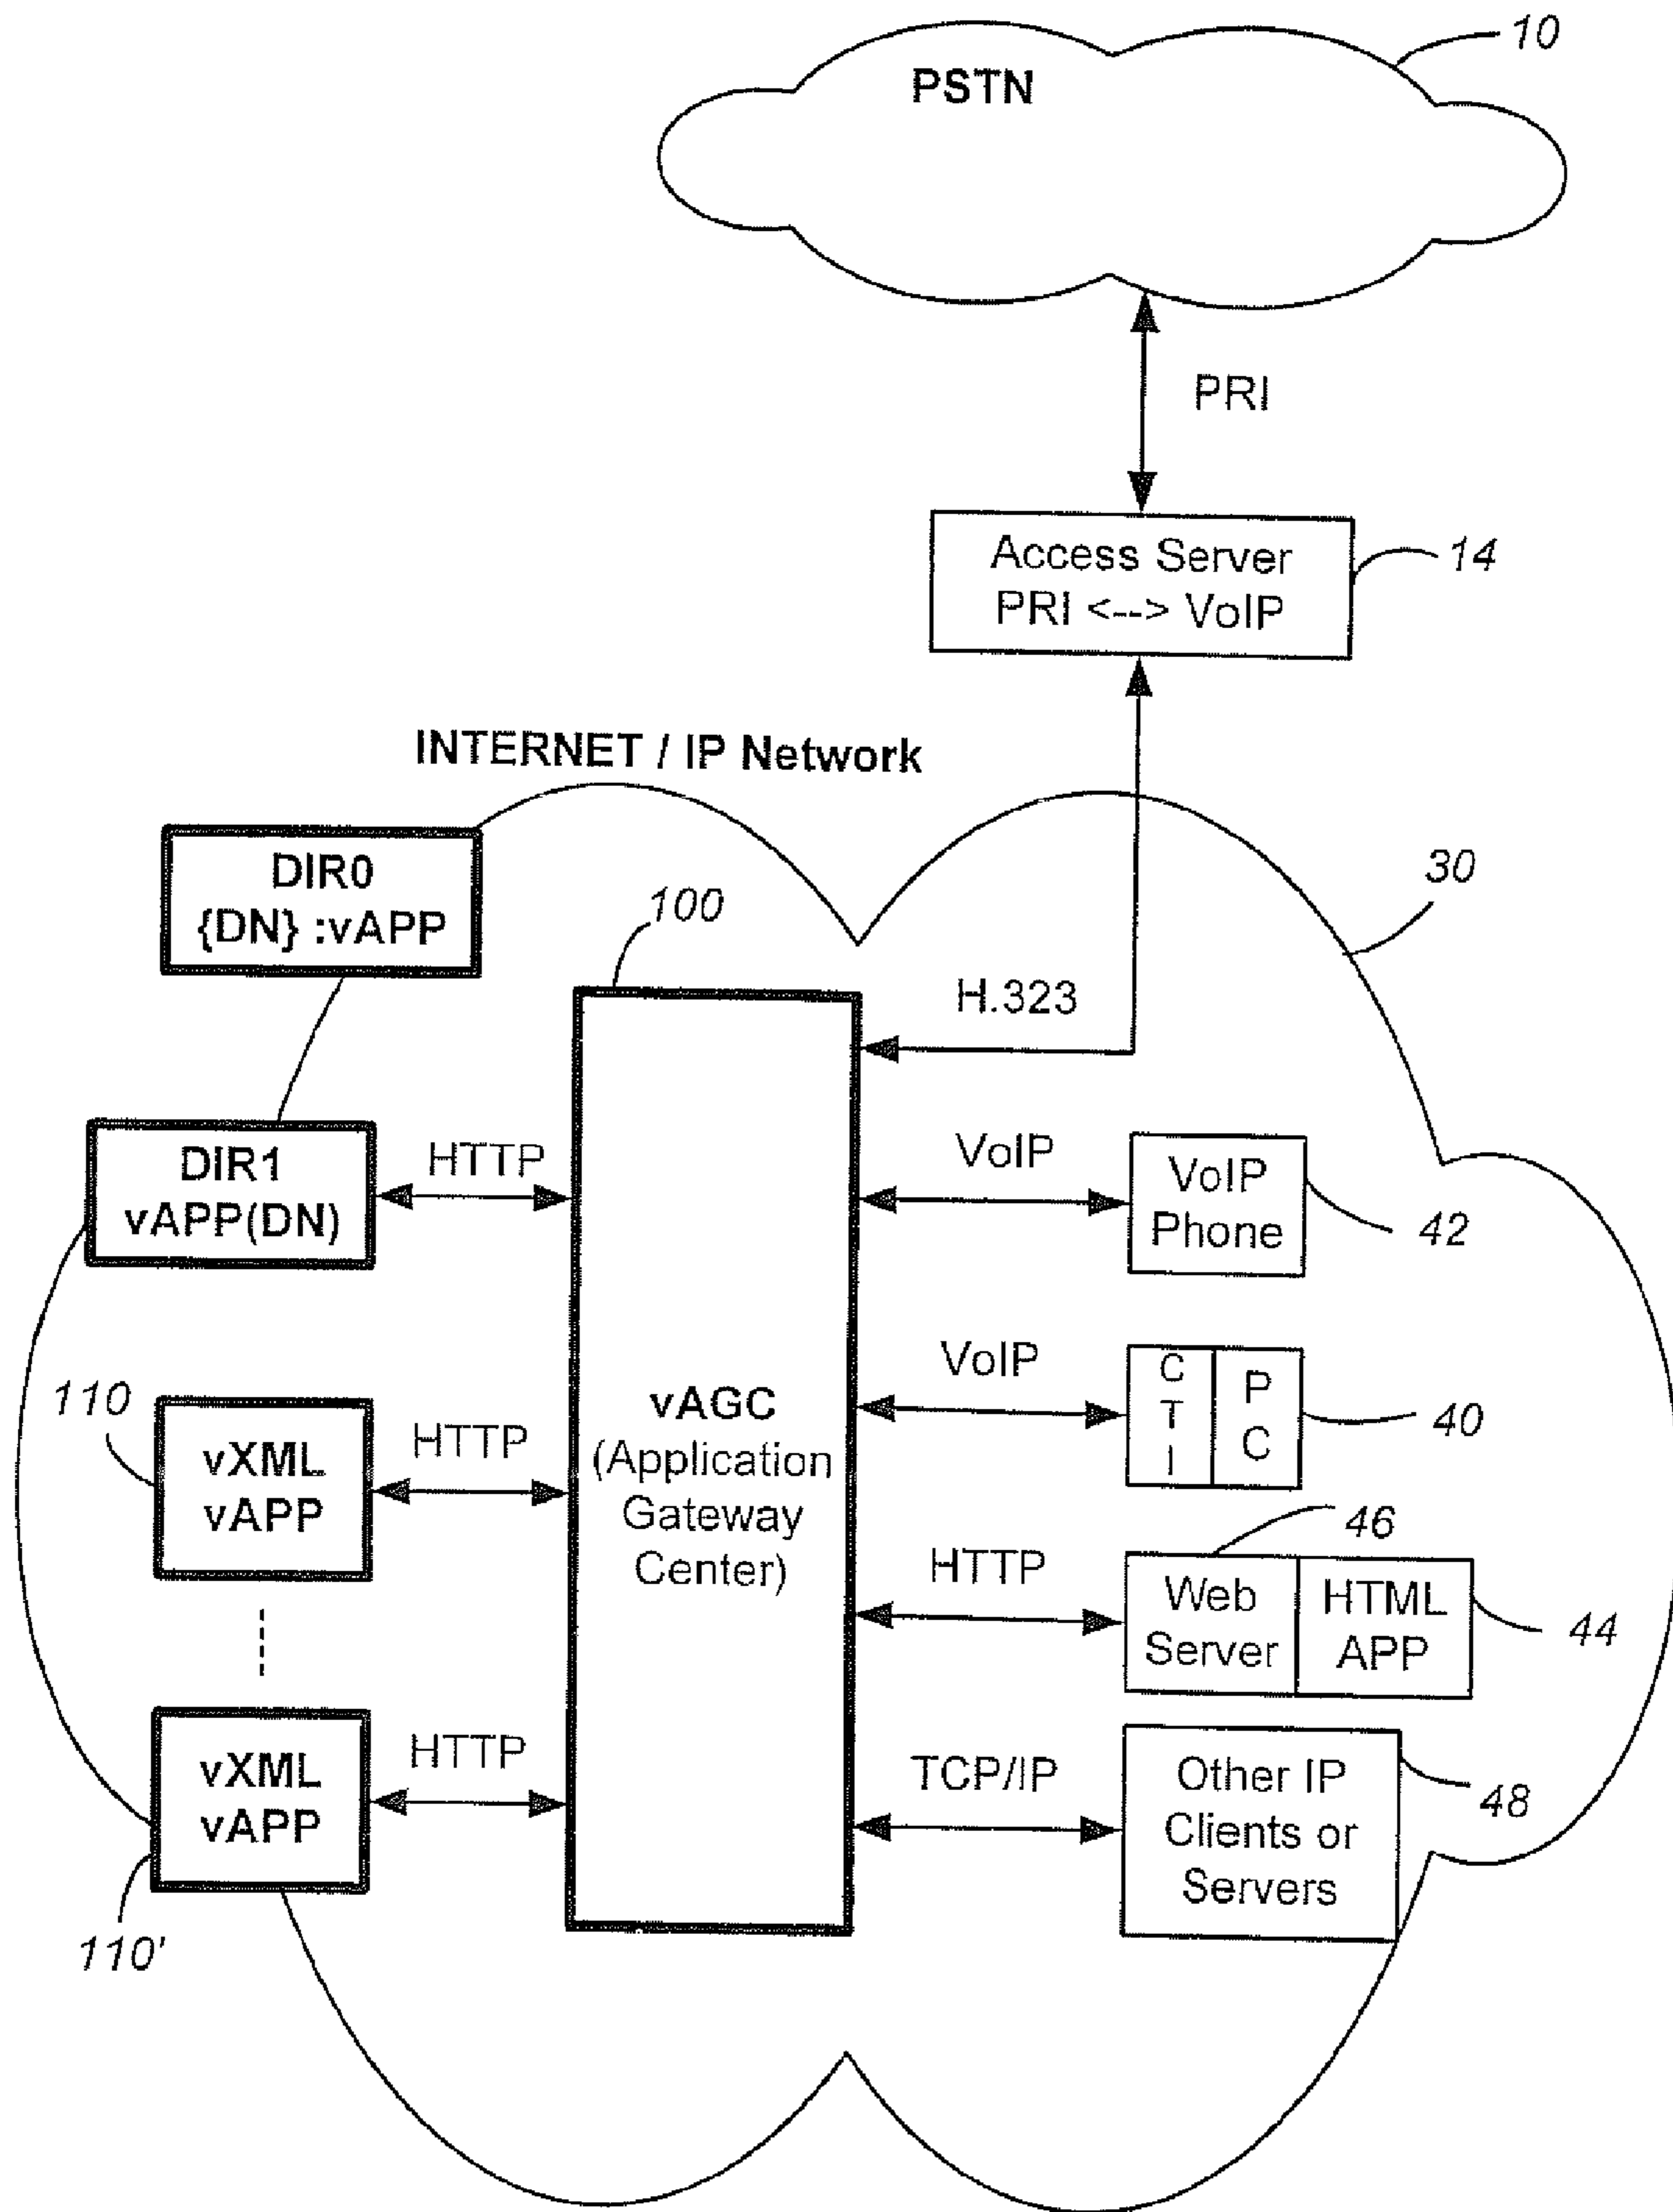 10
PSTN
PRI
Access Server
PRI <--> VoIP
14
INTERNET / IP Network
DIR0
{DN} :vAPP
100
30
H.323
DIR1
vAPP(DN)
HTTP
VoIP
VoIP
Phone
42
110
vXML
vAPP
HTTP
vAGC
(Application
Gateway
Center)
VoIP
C
T
I
P
C
40
46
HTTP
Web
Server
HTML
APP
44
vXML
vAPP
110'
HTTP
TCP/IP
Other IP
Clients or
Servers
48